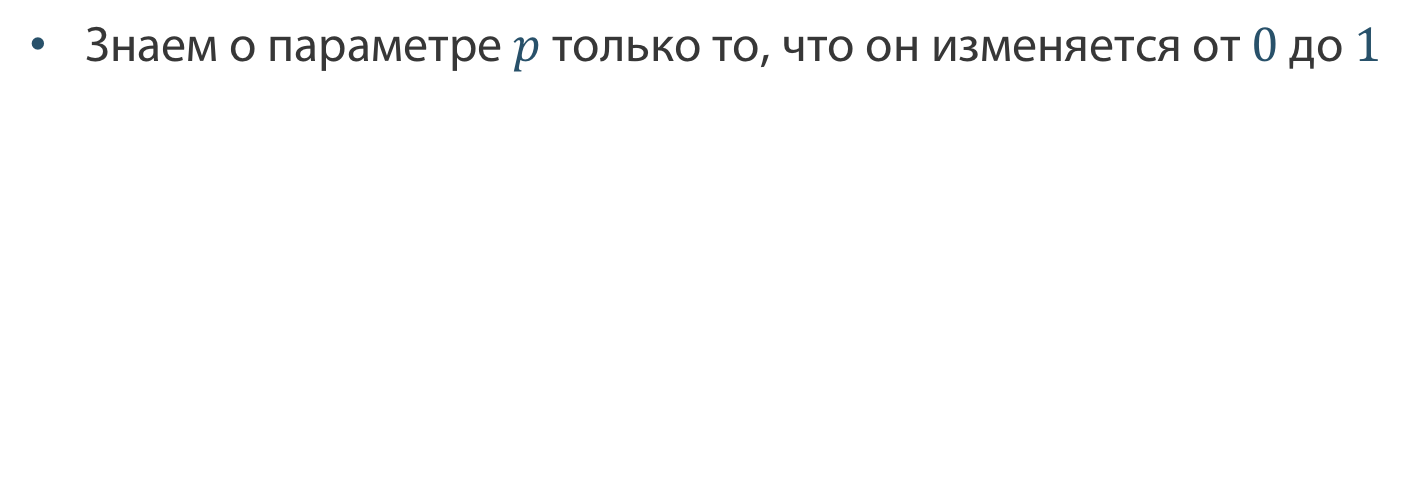 • Знаем о параметре p только то, что он изменяется от 0 до 1